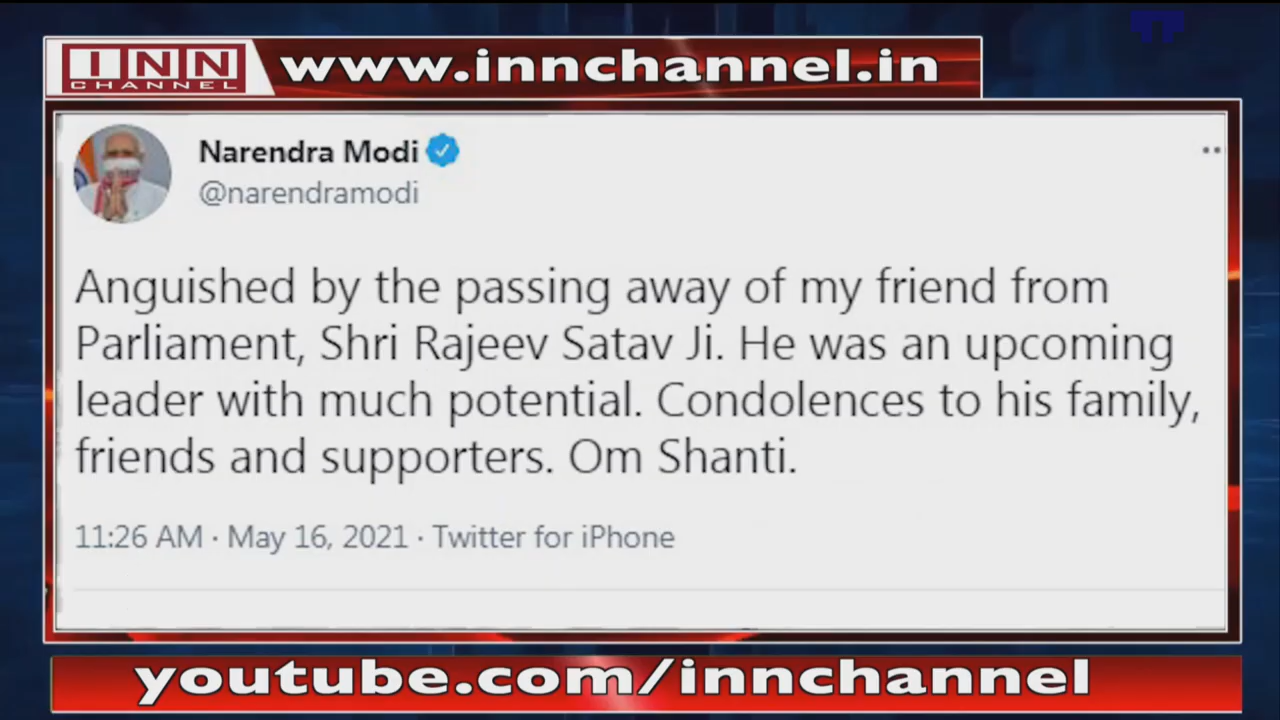 INN
CHANNEL
www.innchannel.in
Narendra Modi
@narendramodi
Anguished by the passing away of my friend from
Parliament, Shri Rajeev Satav Ji. He was an upcoming
leader with much potential. Condolences to his family,
friends and supporters. Om Shanti.
11:26 AM · May 16, 2021 · Twitter for iPhone
youtube.com/innchannel